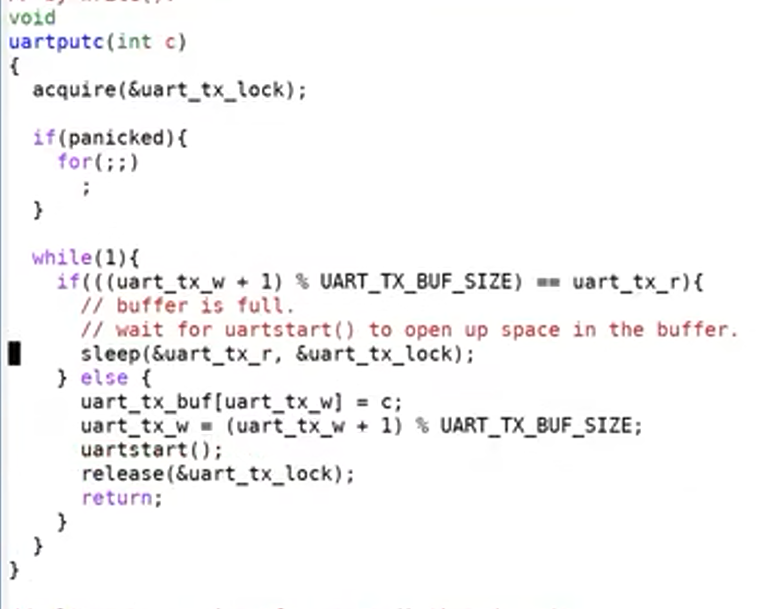 void
uartputc(int c)
{
  acquire(&uart_tx_lock);

  if(panicked){
    for(;;)
      ;
  }

  while(1){
    if(((uart_tx_w + 1) % UART_TX_BUF_SIZE) == uart_tx_r){
      // buffer is full.
      // wait for uartstart() to open up space in the buffer.
      sleep(&uart_tx_r, &uart_tx_lock);
    } else {
      uart_tx_buf[uart_tx_w] = c;
      uart_tx_w = (uart_tx_w + 1) % UART_TX_BUF_SIZE;
      uartstart();
      release(&uart_tx_lock);
      return;
    }
  }
}